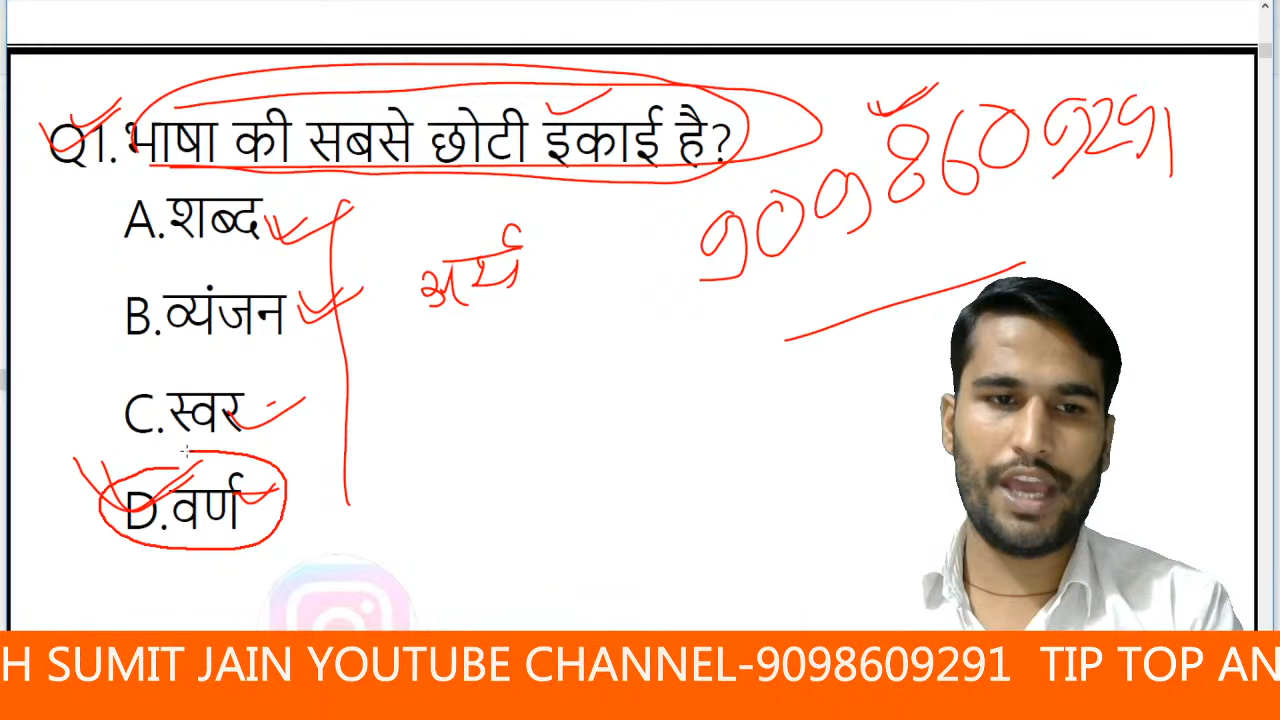 Q1.भाषा की सबसे छोटी इकाई है?
9098609291
A.शब्द
अर्थ
B.व्यंजन
C.स्वर
D.वर्ण
H SUMIT JAIN YOUTUBE CHANNEL-9098609291 TIP TOP AN